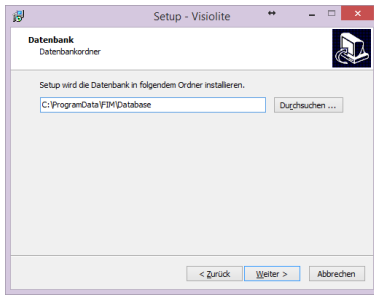 Setup - Visiolite
Datenbank
Datenbankordner
Setup wird die Datenbank in folgendem Ordner installieren.
C:\ProgramData\FIM\Database
Durchsuchen ...
< Zurück
Weiter >
Abbrechen